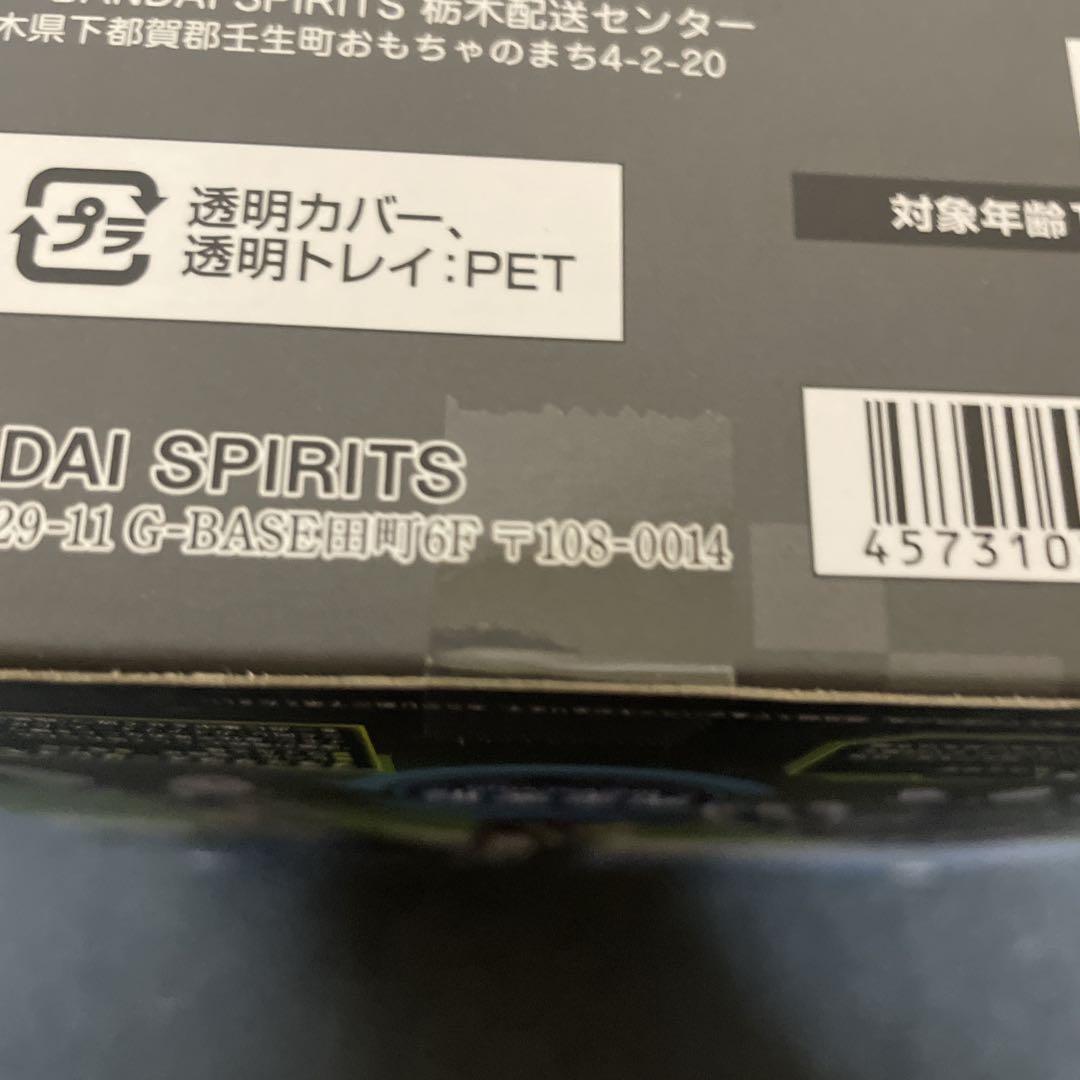 BANDAI SPIRITS 栃木配送センター
木県下都賀郡壬生町おもちゃのまち4-2-20
プラ
透明カバー、
透明トレイ:PET
対象年齢1
DAI SPIRITS
29-11 G-BASE田町6F 〒108-0014
457310